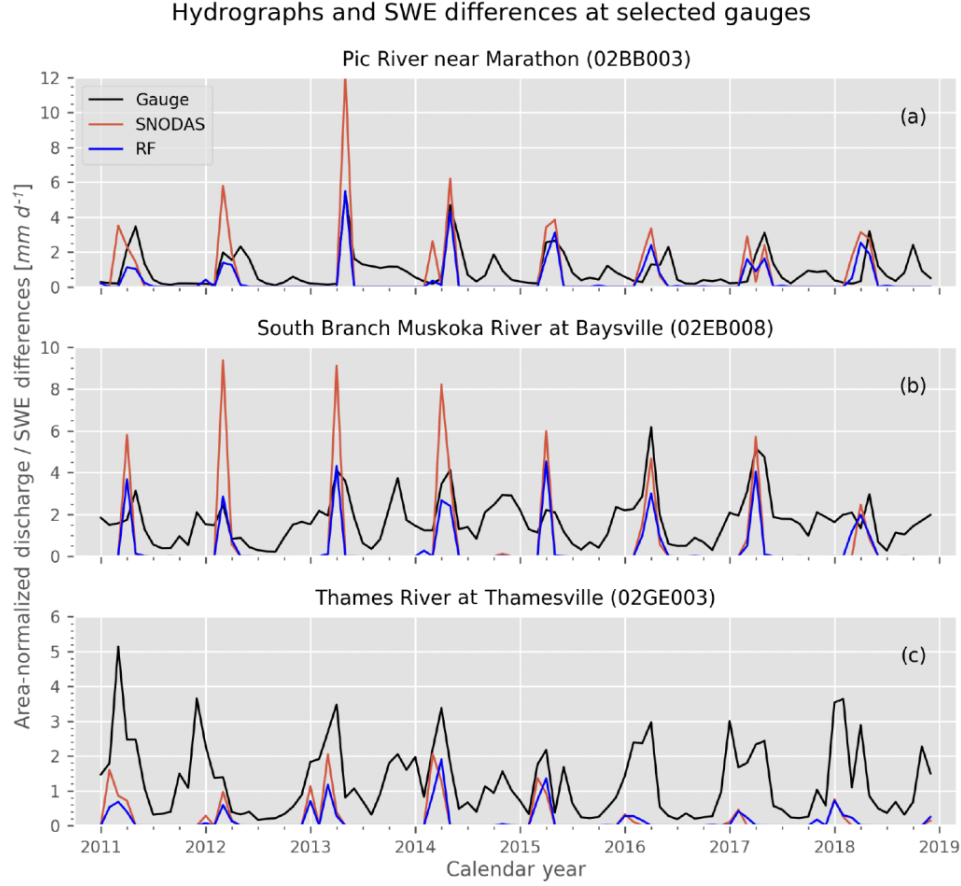 Hydrographs and SWE differences at selected gauges
Pic River near Marathon (02BB003)
12
10
8
6
4
2
0
Gauge
SNODAS
RF
(a)
South Branch Muskoka River at Baysville (02EB008)
10
8
6
4
2
0
(b)
Thames River at Thamesville (02GE003)
6
5
4
3
2
1
0
(c)
2011 2012 2013 2014 2015 2016 2017 2018 2019
Calendar year
Area-normalized discharge / SWE differences [mm d⁻¹]